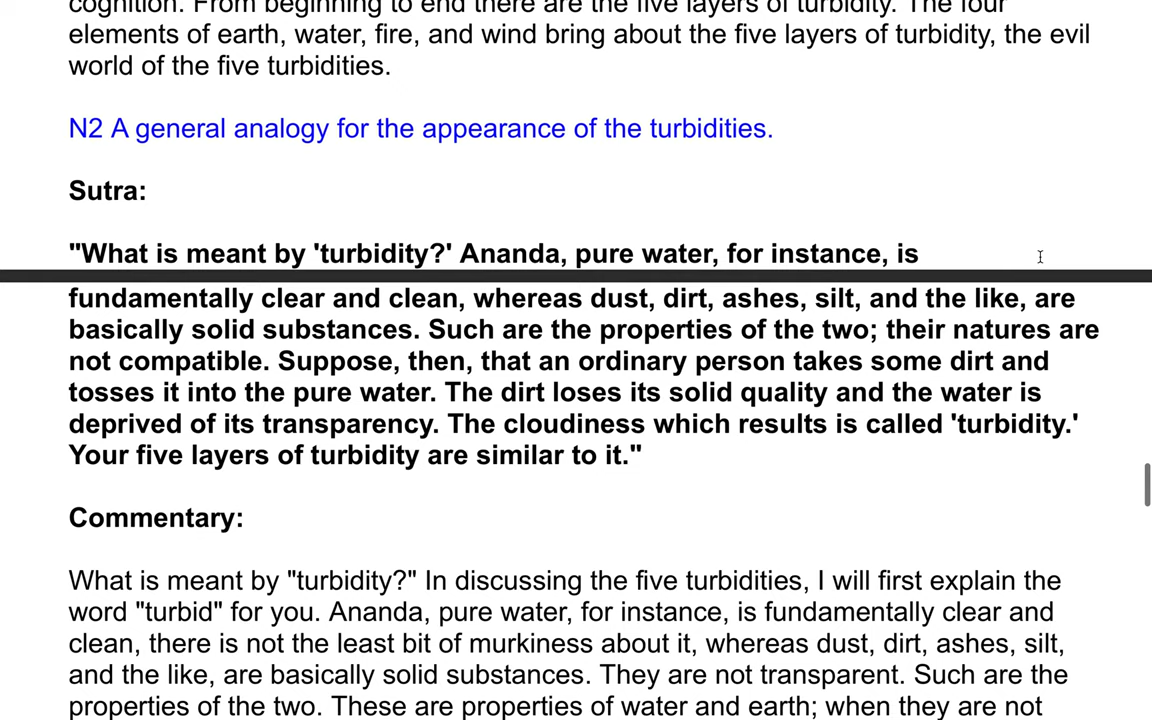 cognition. From beginning to end there are the five layers of turbidity. The four
elements of earth, water, fire, and wind bring about the five layers of turbidity, the evil
world of the five turbidities.
N2 A general analogy for the appearance of the turbidities.
Sutra:
"What is meant by 'turbidity?' Ananda, pure water, for instance, is
fundamentally clear and clean, whereas dust, dirt, ashes, silt, and the like, are
basically solid substances. Such are the properties of the two; their natures are
not compatible. Suppose, then, that an ordinary person takes some dirt and
tosses it into the pure water. The dirt loses its solid quality and the water is
deprived of its transparency. The cloudiness which results is called 'turbidity.'
Your five layers of turbidity are similar to it."
Commentary:
What is meant by "turbidity?" In discussing the five turbidities, I will first explain the
word "turbid" for you. Ananda, pure water, for instance, is fundamentally clear and
clean, there is not the least bit of murkiness about it, whereas dust, dirt, ashes, silt,
and the like, are basically solid substances. They are not transparent. Such are the
properties of the two. These are properties of water and earth; when they are not